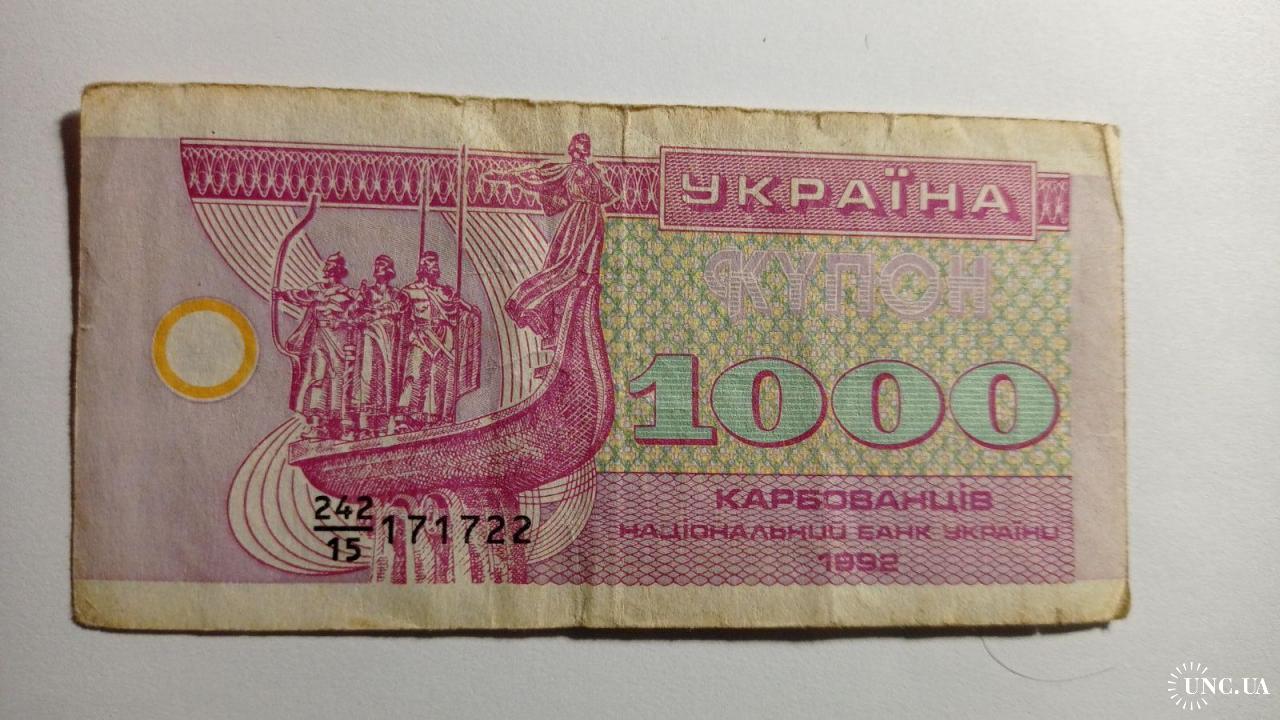 УКРАЇНА
КУПОН
1000
КАРБОВАНЦІВ
НАЦІОНАЛЬНИЙ БАНК УКРАЇНИ
1992
242
15
171722
UNC.UA